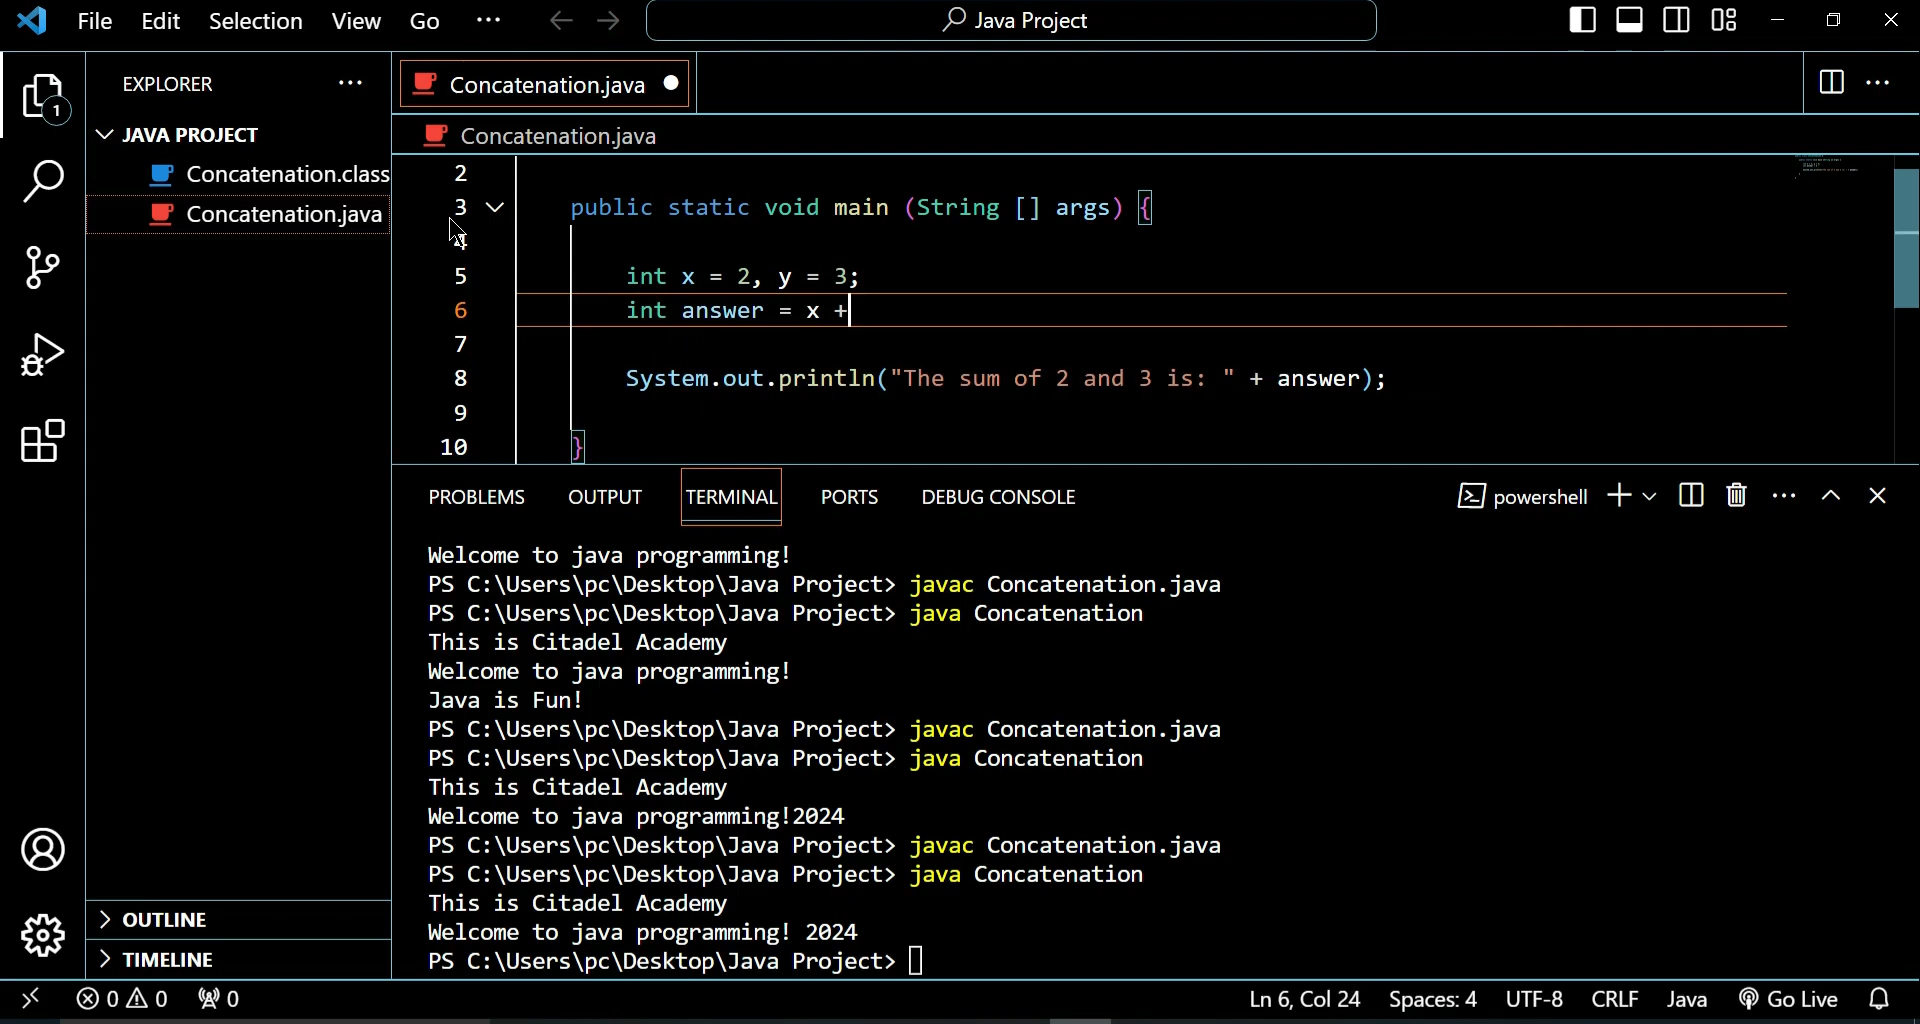 File Edit Selection View Go ··· Java Project
EXPLORER ···
Concatenation.java
1
JAVA PROJECT
Concatenation.java
Concatenation.class
Concatenation.java
2
3 public static void main (String [] args) {
4
5 int x = 2, y = 3;
6 int answer = x +
7
8 System.out.println("The sum of 2 and 3 is: " + answer);
9
10 }
PROBLEMS OUTPUT TERMINAL PORTS DEBUG CONSOLE powershell
Welcome to java programming!
PS C:\Users\pc\Desktop\Java Project> javac Concatenation.java
PS C:\Users\pc\Desktop\Java Project> java Concatenation
This is Citadel Academy
Welcome to java programming!
Java is Fun!
PS C:\Users\pc\Desktop\Java Project> javac Concatenation.java
PS C:\Users\pc\Desktop\Java Project> java Concatenation
This is Citadel Academy
Welcome to java programming!2024
PS C:\Users\pc\Desktop\Java Project> javac Concatenation.java
PS C:\Users\pc\Desktop\Java Project> java Concatenation
This is Citadel Academy
Welcome to java programming! 2024
PS C:\Users\pc\Desktop\Java Project>
OUTLINE
TIMELINE
0 0 0 Ln 6, Col 24 Spaces: 4 UTF-8 CRLF Java Go Live